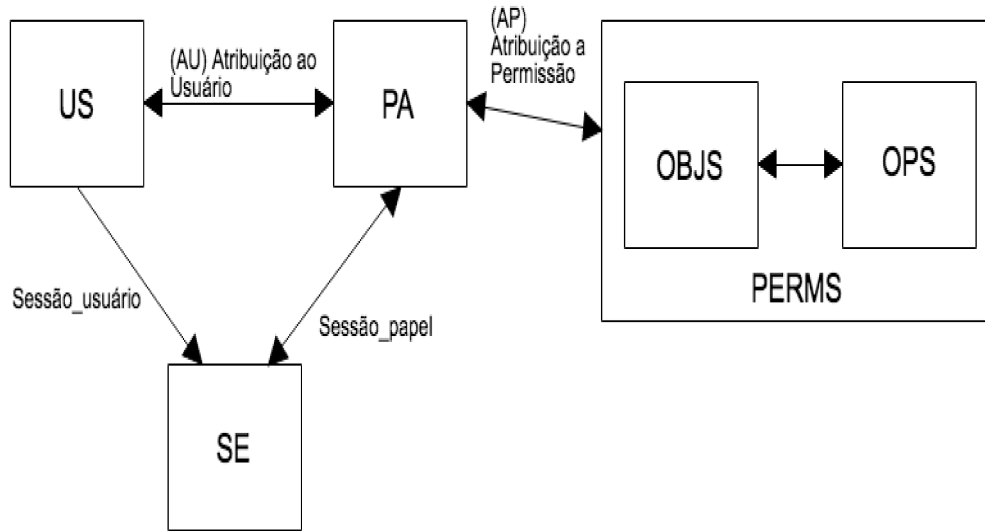 US
(AU) Atribuição ao
Usuário
PA
(AP)
Atribuição a
Permissão
OBJS
OPS
PERMS
Sessão_usuário
Sessão_papel
SE